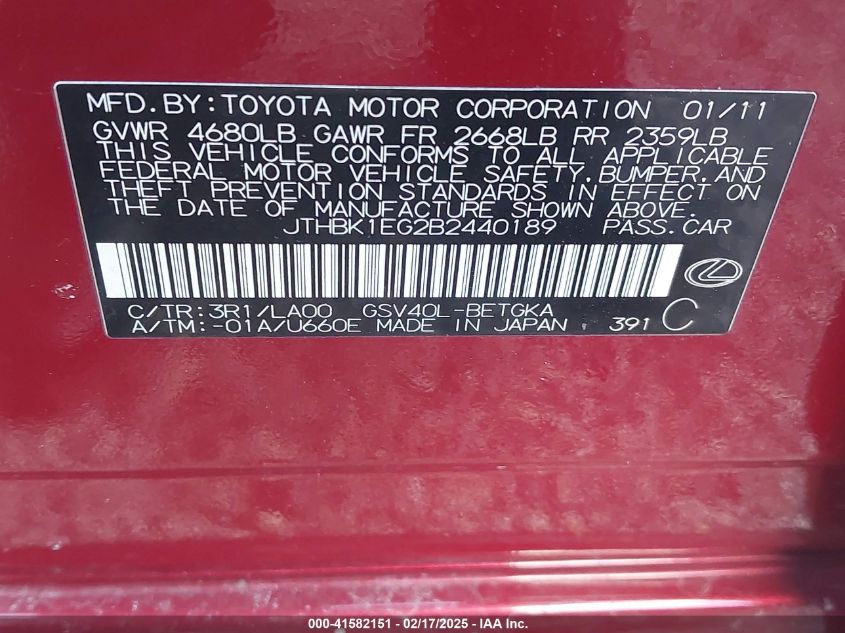 MFD.BY:TOYOTA MOTOR CORPORATION 01/11
GVWR 4680LB GAWR FR 2668LB RR 2359LB
THIS VEHICLE CONFORMS TO ALL APPLICABLE
FEDERAL MOTOR VEHICLE SAFETY,BUMPER,AND
THEFT PREVENTION STANDARDS IN EFFECT ON
THE DATE OF MANUFACTURE SHOWN ABOVE.
JTHBK1EG2B2440189 PASS.CAR
C/TR:3R1/LA00 GSV40L-BETGKA
A/TM:-01A/U660E MADE IN JAPAN 391 C
000-41582151 - 02/17/2025 - IAA Inc.